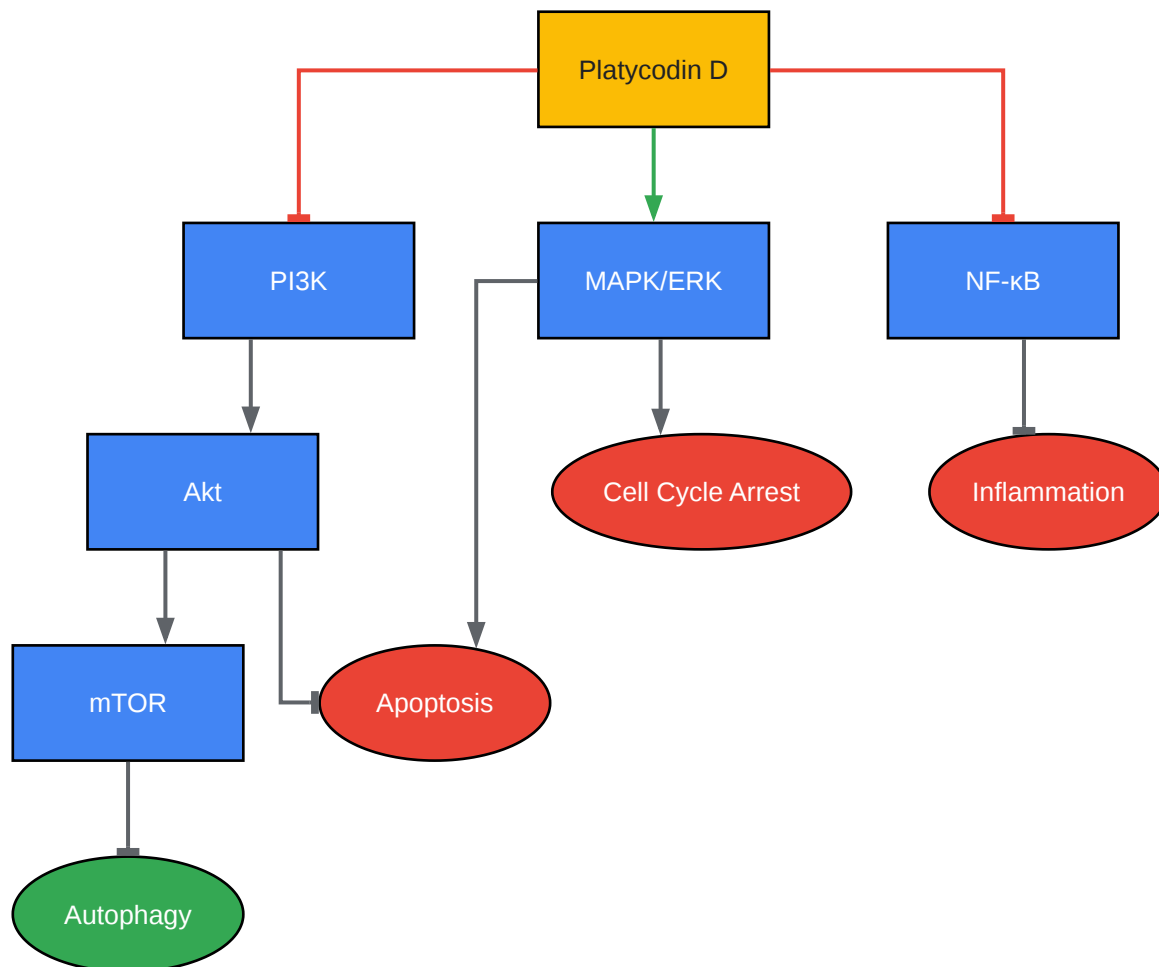 Platycodin D
PI3K
MAPK/ERK
NF-κB
Akt
Cell Cycle Arrest
Inflammation
mTOR
Apoptosis
Autophagy